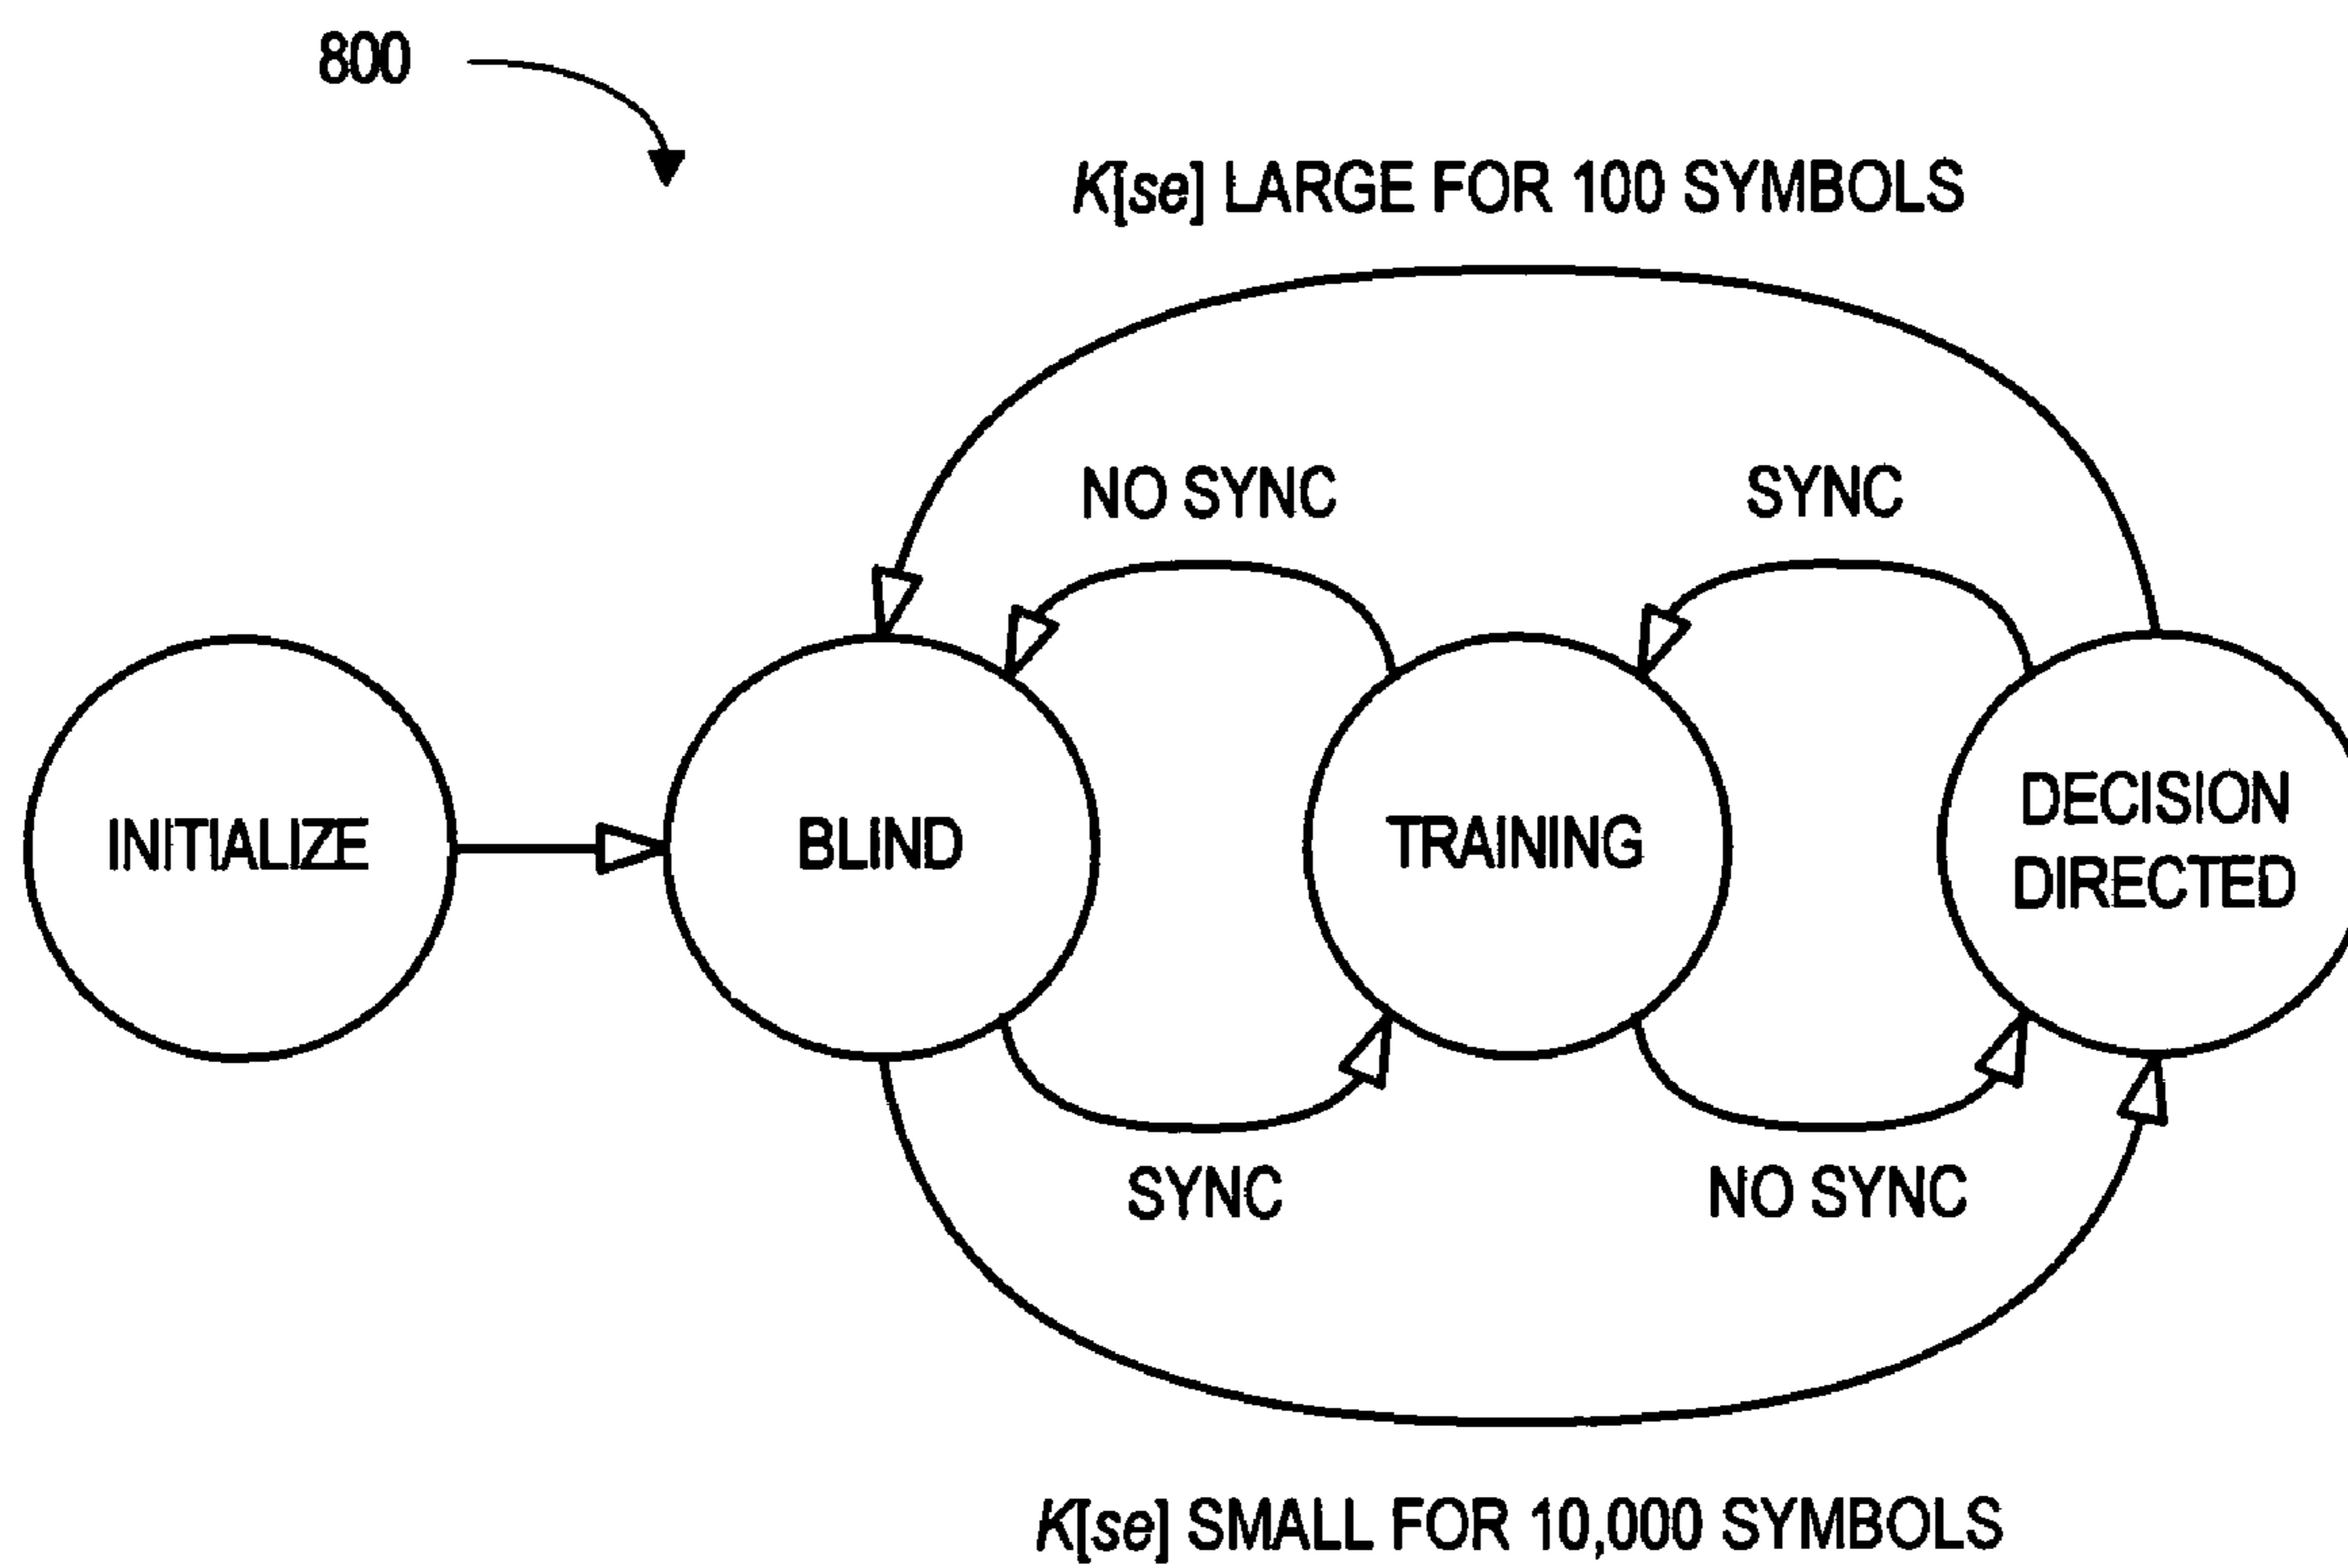 800
K[se] LARGE FOR 100 SYMBOLS
NO SYNC
SYNC
INITIALIZE
BLIND
TRAINING
DECISION
DIRECTED
SYNC
NO SYNC
K[se] SMALL FOR 10,000 SYMBOLS